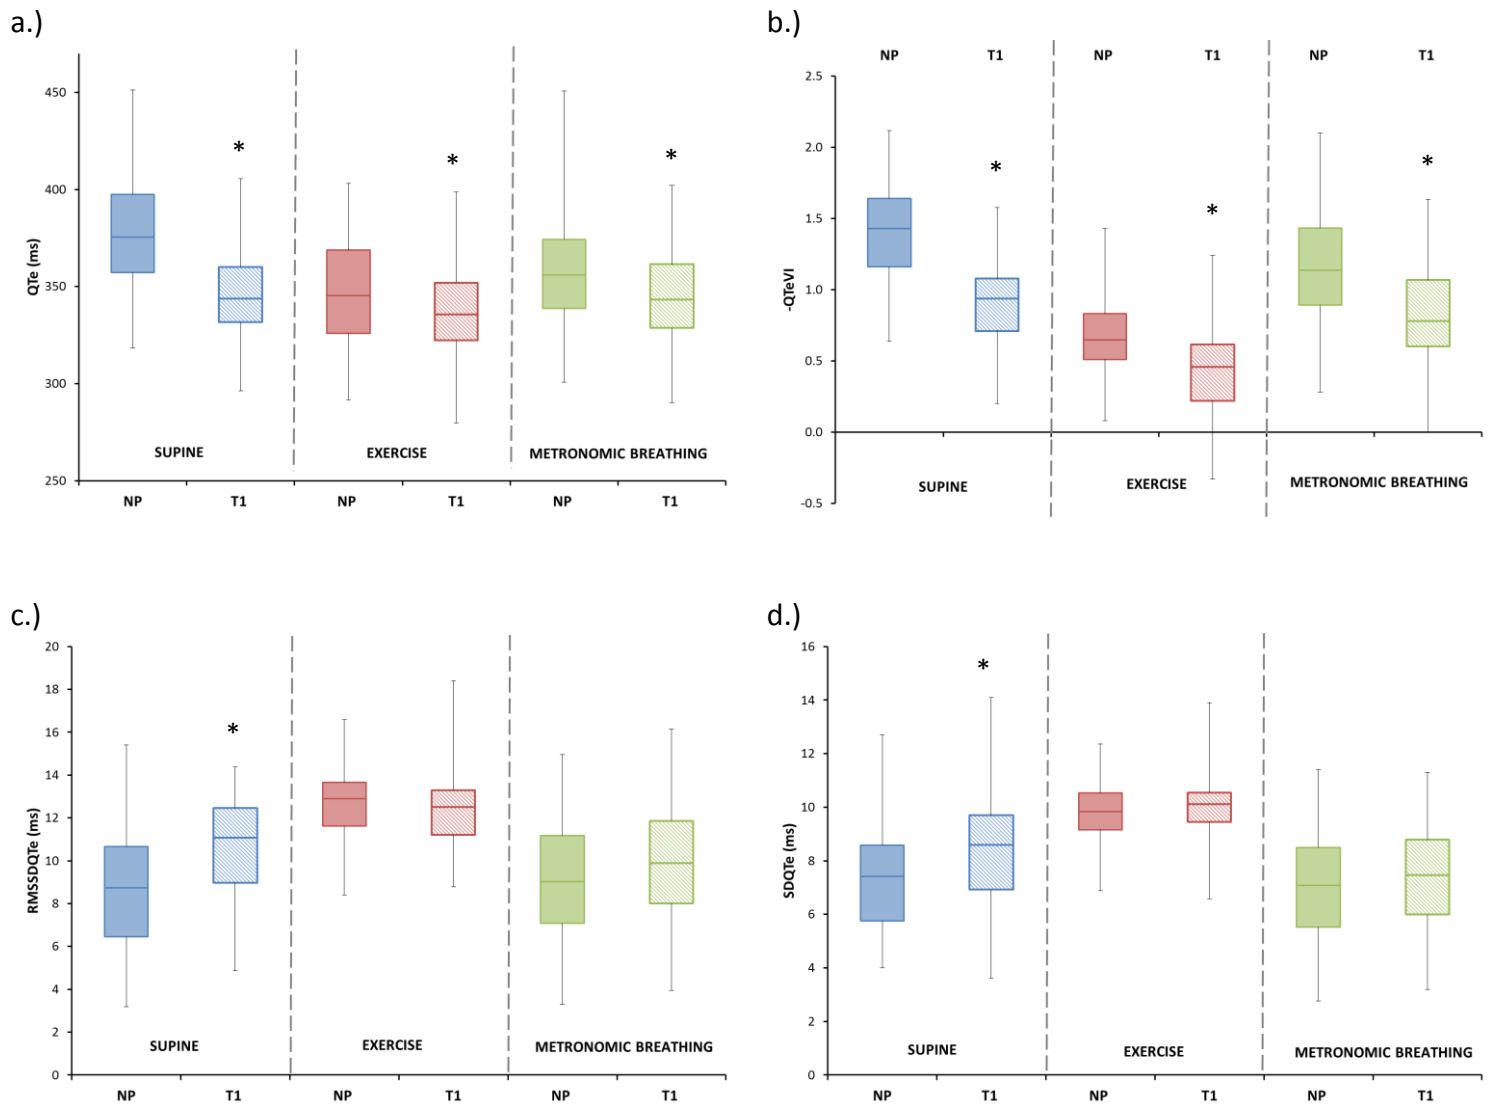 a.)
450
400
350
300
250
QTe (ms)
* * *
SUPINE EXERCISE METRONOMIC BREATHING
NP T1 NP T1 NP T1
b.)
NP T1 NP T1 NP T1
2.5
2.0
1.5
1.0
0.5
0.0
-0.5
-QTeVI
* * *
SUPINE EXERCISE METRONOMIC BREATHING
c.)
20
18
16
14
12
10
8
6
4
2
0
RMSSDQTe (ms)
*
SUPINE EXERCISE METRONOMIC BREATHING
NP T1 NP T1 NP T1
d.)
16
14
12
10
8
6
4
2
0
SDQTe (ms)
*
SUPINE EXERCISE METRONOMIC BREATHING
NP T1 NP T1 NP T1